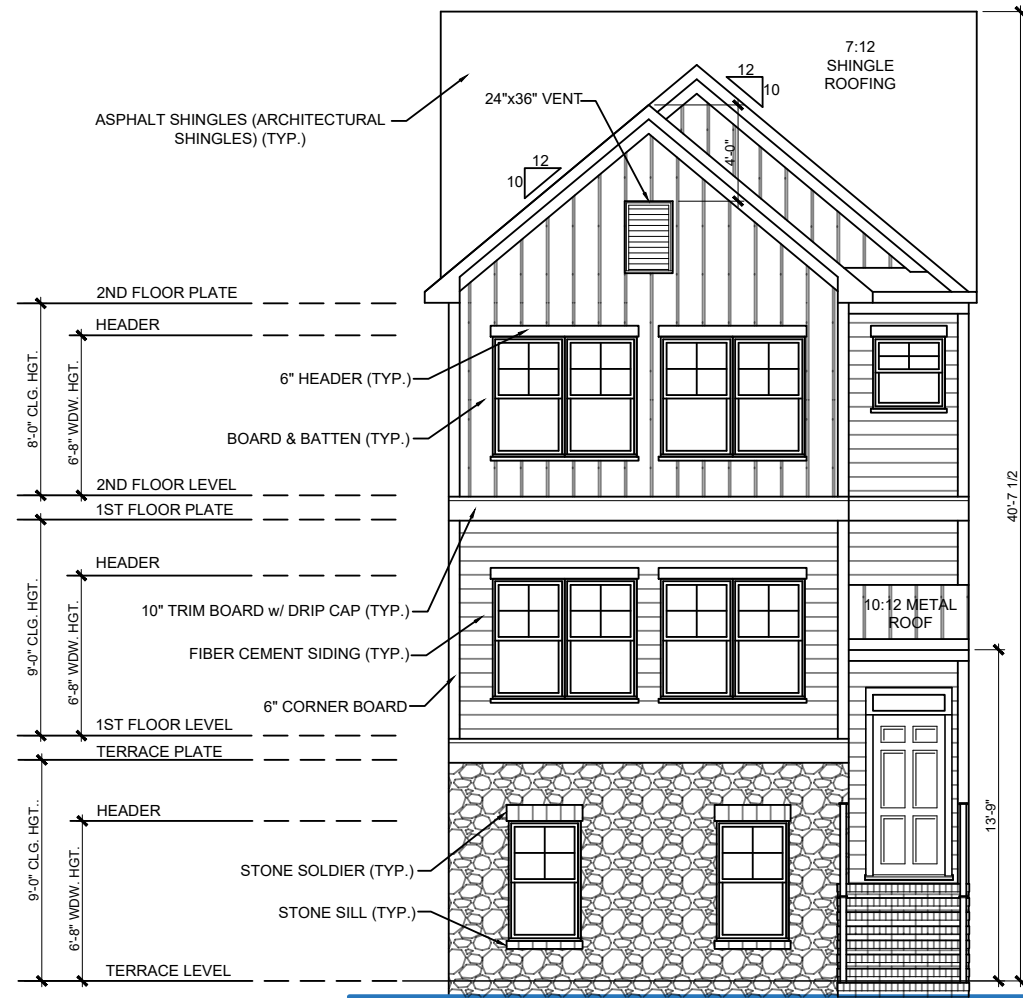 7:12
SHINGLE
ROOFING
12
10
24"x36" VENT
ASPHALT SHINGLES (ARCHITECTURAL
SHINGLES) (TYP.)
4'-0"
12
10
2ND FLOOR PLATE
HEADER
8'-0" CLG. HGT.
6'-8" WDW. HGT.
6" HEADER (TYP.)
BOARD & BATTEN (TYP.)
2ND FLOOR LEVEL
1ST FLOOR PLATE
40'-7 1/2
HEADER
9'-0" CLG. HGT.
6'-8" WDW. HGT.
10" TRIM BOARD w/ DRIP CAP (TYP.)
10:12 METAL
ROOF
FIBER CEMENT SIDING (TYP.)
6" CORNER BOARD
1ST FLOOR LEVEL
TERRACE PLATE
HEADER
9'-0" CLG. HGT..
6'-8" WDW. HGT.
13'-9"
STONE SOLDIER (TYP.)
STONE SILL (TYP.)
TERRACE LEVEL